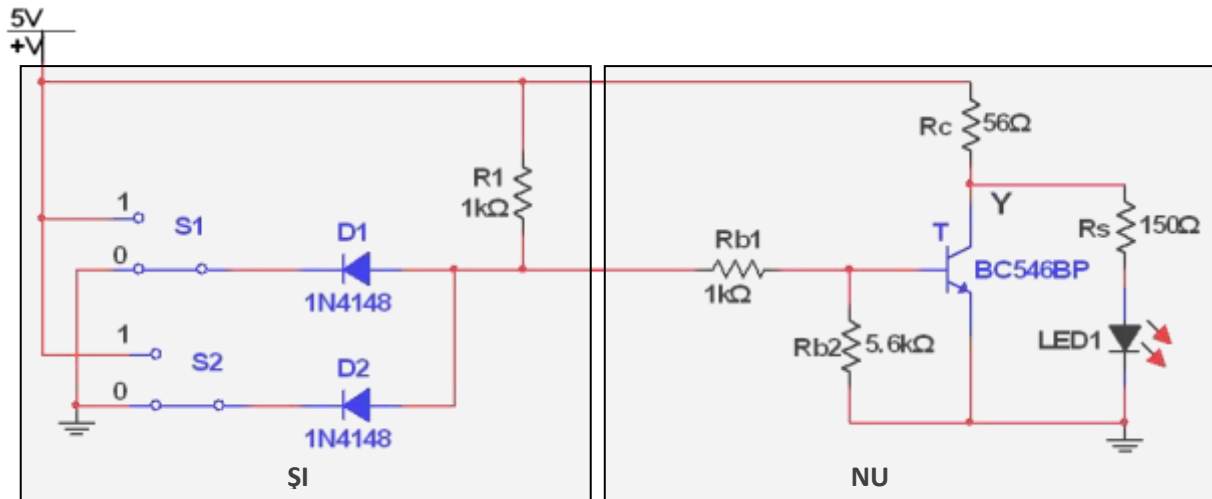 5V
+V
Rc 56Ω
R1
1kΩ
1
S1
0
D1
1N4148
Y
Rs 150Ω
T
Rb1
1kΩ
BC546BP
1
S2
0
D2
1N4148
Rb2 5.6kΩ
LED1
ŞI
NU